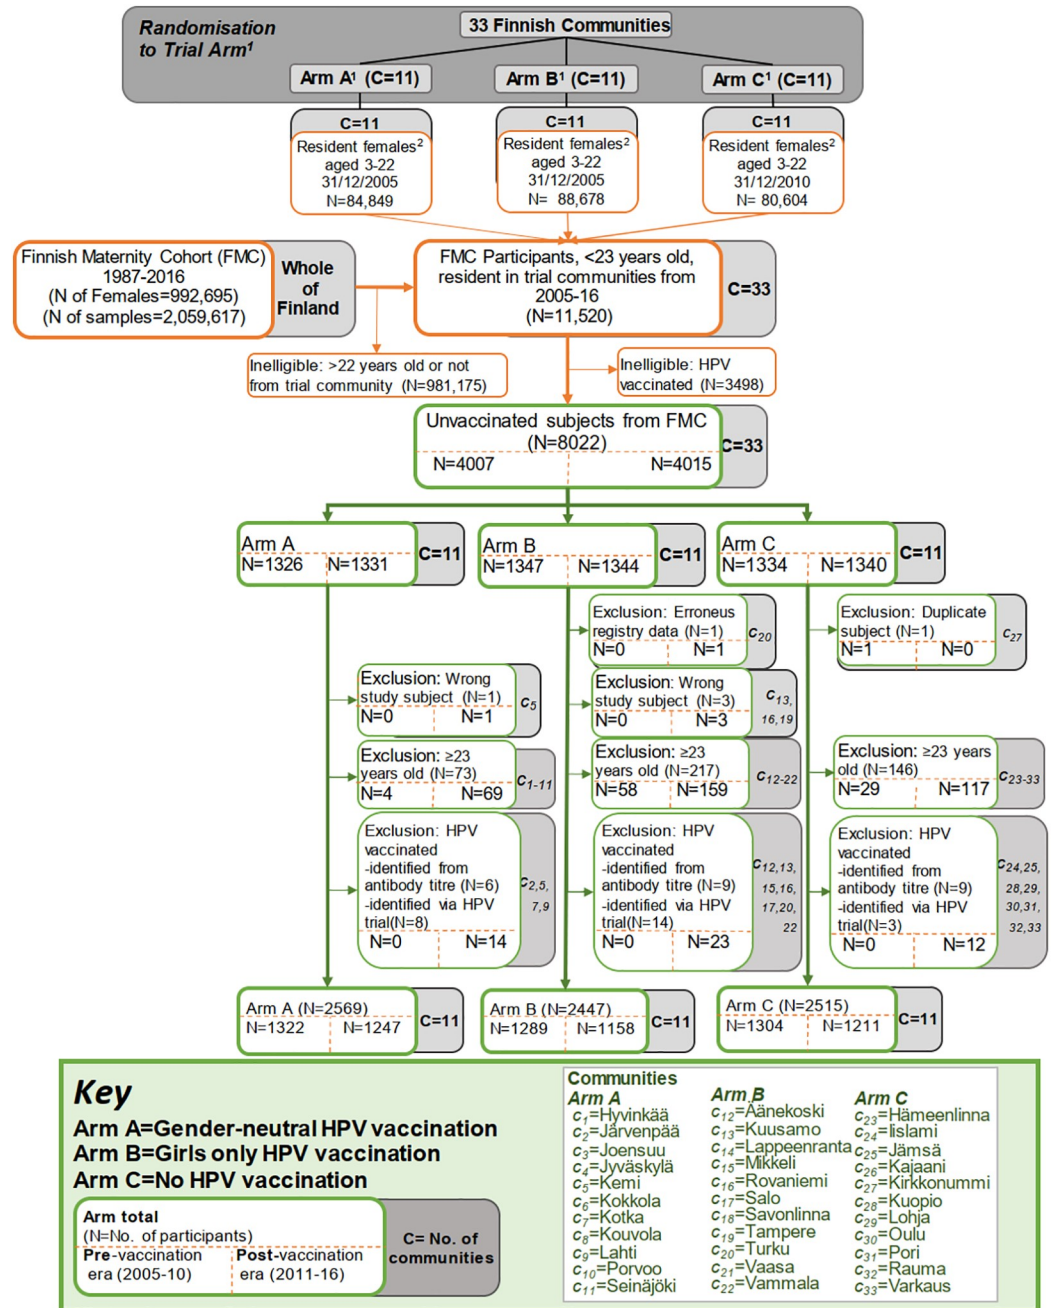 Randomisation
to Trial Arm¹
33 Finnish Communities
Arm A¹ (C=11)
Arm B¹ (C=11)
Arm C¹ (C=11)
C=11
Resident females²
aged 3-22
31/12/2005
N=84,849
C=11
Resident females²
aged 3-22
31/12/2005
N= 88,678
C=11
Resident females²
aged 3-22
31/12/2010
N= 80,604
Finnish Maternity Cohort (FMC)
1987-2016
(N of Females=992,695)
(N of samples=2,059,617)
Whole
of
Finland
FMC Participants, <23 years old,
resident in trial communities from
2005-16
(N=11,520)
C=33
Ineligible: >22 years old or not
from trial community (N=981,175)
Ineligible: HPV
vaccinated (N=3498)
Unvaccinated subjects from FMC
(N=8022)
N=4007 N=4015
C=33
Arm A
N=1326 N=1331
C=11
Arm B
N=1347 N=1344
C=11
Arm C
N=1334 N=1340
C=11
Exclusion: Erroneus
registry data (N=1)
N=0 N=1
c20
Exclusion: Duplicate
subject (N=1)
N=1 N=0
c27
Exclusion: Wrong
study subject (N=1)
N=0 N=1
c5
Exclusion: Wrong
study subject (N=3)
N=0 N=3
c13,
16,19
Exclusion: ≥23
years old (N=73)
N=4 N=69
c1-11
Exclusion: ≥23
years old (N=217)
N=58 N=159
c12-22
Exclusion: ≥23 years
old (N=146)
N=29 N=117
c23-33
Exclusion: HPV
vaccinated
-identified from
antibody titre (N=6)
-identified via HPV
trial(N=8)
N=0 N=14
c2,5,
7,9
Exclusion: HPV
vaccinated
-identified from
antibody titre (N=9)
-identified via HPV
trial(N=14)
N=0 N=23
c12,13,
15,16,
17,20,
22
Exclusion: HPV
vaccinated
-identified from
antibody titre (N=9)
-identified via HPV
trial(N=3)
N=0 N=12
c24,25,
28,29,
30,31,
32,33
Arm A (N=2569)
N=1322 N=1247
C=11
Arm B (N=2447)
N=1289 N=1158
C=11
Arm C (N=2515)
N=1304 N=1211
C=11
Key
Arm A=Gender-neutral HPV vaccination
Arm B=Girls only HPV vaccination
Arm C=No HPV vaccination
Arm total
(N=No. of participants)
Pre-vaccination
era (2005-10)
Post-vaccination
era (2011-16)
C= No. of
communities
Communities
Arm A
c1=Hyvinkää
c2=Järvenpää
c3=Joensuu
c4=Jyväskylä
c5=Kemi
c6=Kokkola
c7=Kotka
c8=Kouvola
c9=Lahti
c10=Porvoo
c11=Seinäjöki
Arm B
c12=Äänekoski
c13=Kuusamo
c14=Lappeenranta
c15=Mikkeli
c16=Rovaniemi
c17=Salo
c18=Savonlinna
c19=Tampere
c20=Turku
c21=Vaasa
c22=Vammala
Arm C
c23=Hämeenlinna
c24=Iislami
c25=Jämsä
c26=Kajaani
c27=Kirkkonummi
c28=Kuopio
c29=Lohja
c30=Oulu
c31=Pori
c32=Rauma
c33=Varkaus